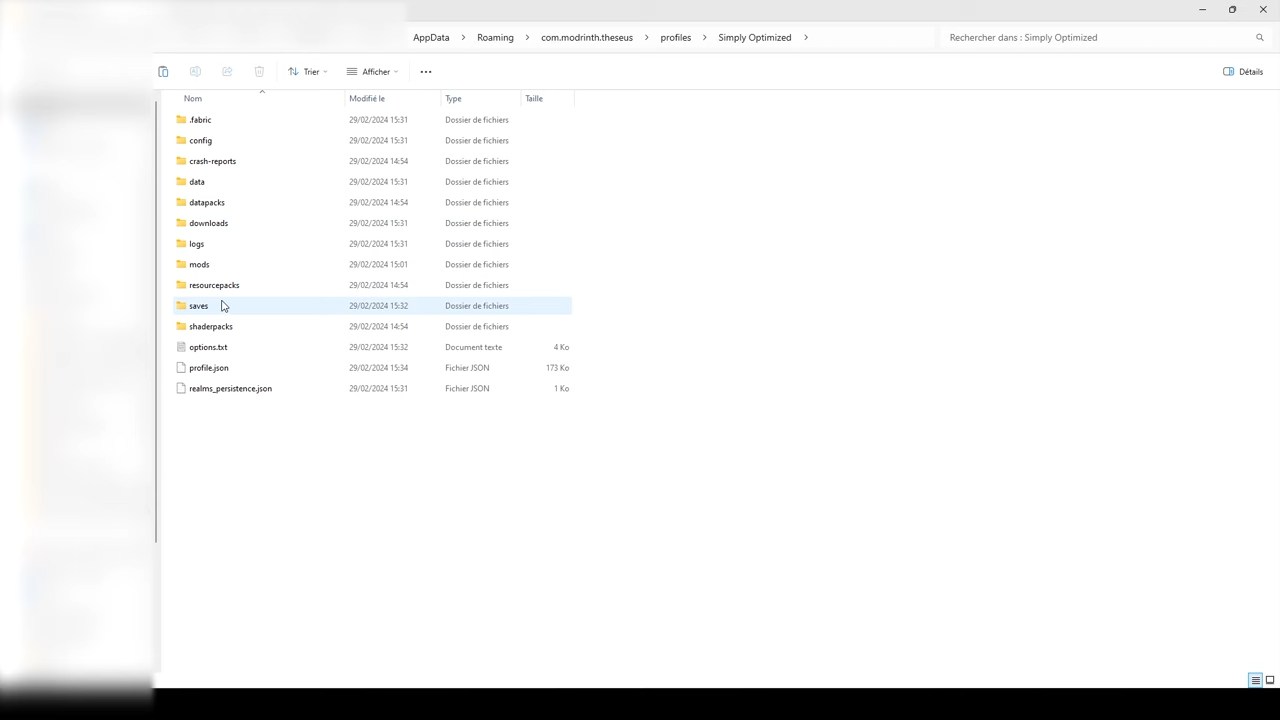 AppData > Roaming > com.modrinth.theseus > profiles > Simply Optimized >
Rechercher dans : Simply Optimized
Trier
Afficher
Détails
Nom Modifié le Type Taille
.fabric 29/02/2024 15:31 Dossier de fichiers
config 29/02/2024 15:31 Dossier de fichiers
crash-reports 29/02/2024 14:54 Dossier de fichiers
data 29/02/2024 15:31 Dossier de fichiers
datapacks 29/02/2024 14:54 Dossier de fichiers
downloads 29/02/2024 15:31 Dossier de fichiers
logs 29/02/2024 15:31 Dossier de fichiers
mods 29/02/2024 15:01 Dossier de fichiers
resourcepacks 29/02/2024 14:54 Dossier de fichiers
saves 29/02/2024 15:32 Dossier de fichiers
shaderpacks 29/02/2024 14:54 Dossier de fichiers
options.txt 29/02/2024 15:32 Document texte 4 Ko
profile.json 29/02/2024 15:34 Fichier JSON 173 Ko
realms_persistence.json 29/02/2024 15:31 Fichier JSON 1 Ko